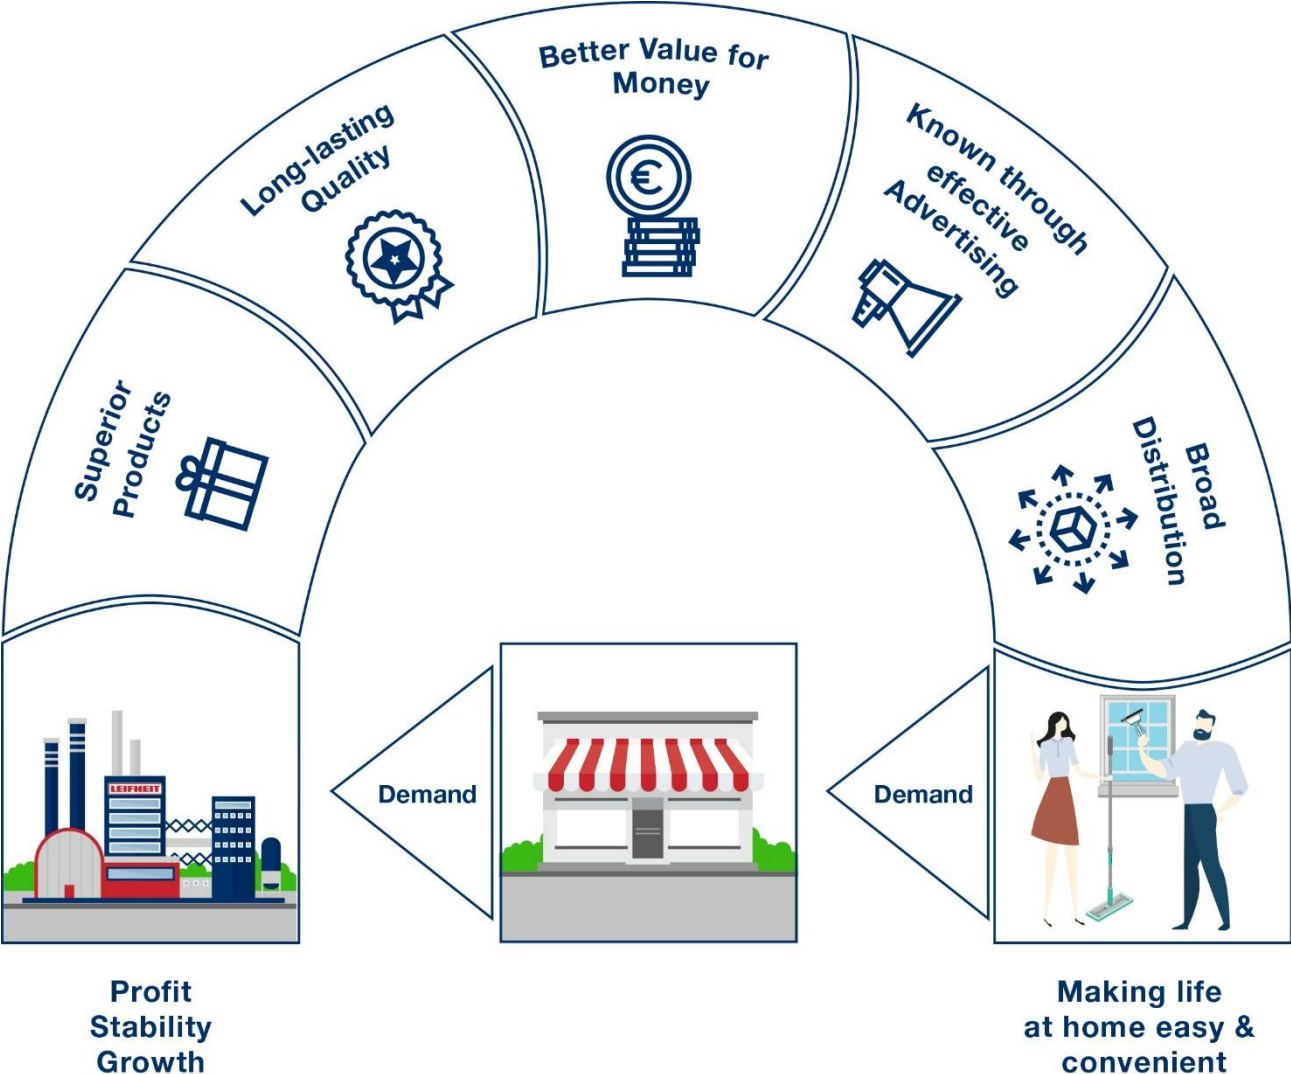 Better Value for
Money
Long-lasting
Quality
Known through
effective
Advertising
Superior
Products
Broad
Distribution
€
LEIFHEIT
Demand
Demand
Profit
Stability
Growth
Making life
at home easy &
convenient